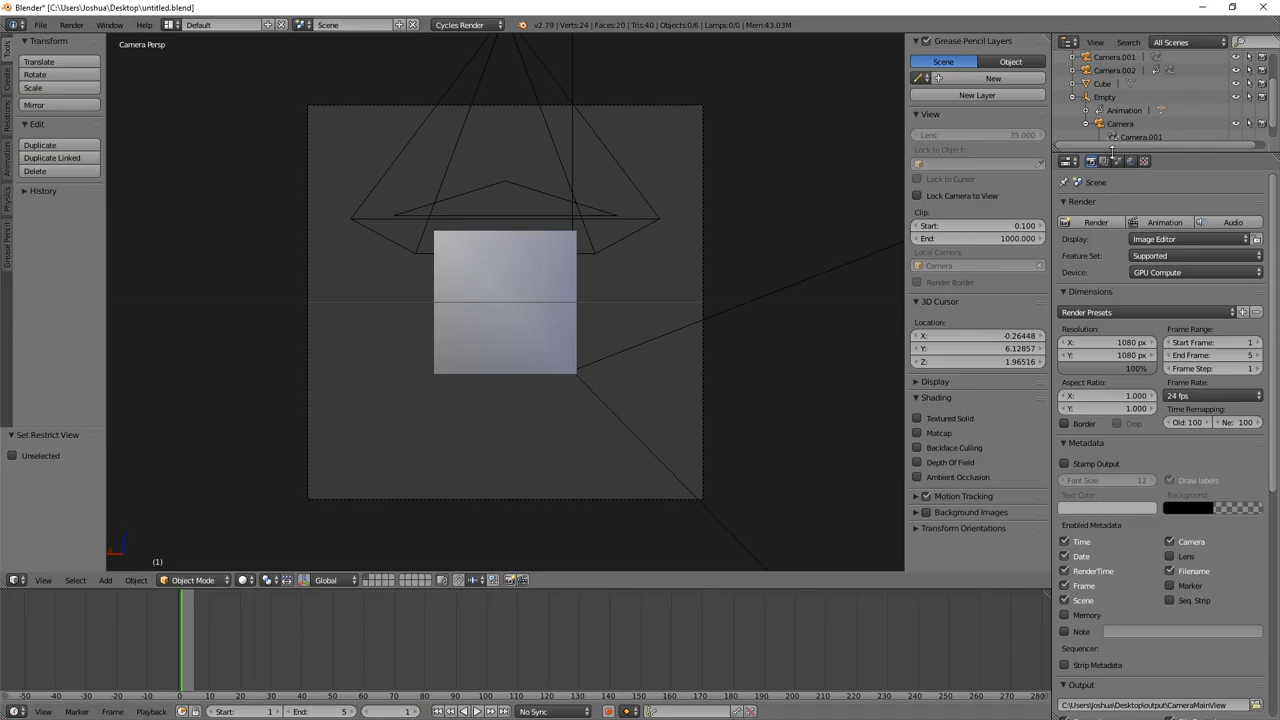 Blender* [C:\Users\Joshua\Desktop\untitled.blend]
File Render Window Help Default Scene Cycles Render v2.79 | Verts:24 | Faces:20 | Tris:40 | Objects:0/6 | Lamps:0/0 | Mem:43.03M
Tools
Create
Relations
Animation
Physics
Grease Pencil
Transform
Translate
Rotate
Scale
Mirror
Edit
Duplicate
Duplicate Linked
Delete
History
Set Restrict View
Unselected
Camera Persp
(1)
Grease Pencil Layers
Scene Object
New
New Layer
View
Lens: 35.000
Lock to Object:
Lock to Cursor
Lock Camera to View
Clip:
Start: 0.100
End: 1000.000
Local Camera:
Camera
Render Border
3D Cursor
Location:
X: -0.26448
Y: 6.12857
Z: 1.96516
Display
Shading
Textured Solid
Matcap
Backface Culling
Depth Of Field
Ambient Occlusion
Motion Tracking
Background Images
Transform Orientations
View Search All Scenes
Camera.001
Camera.002
Cube
Empty
Animation
Camera
Camera.001
Scene
Render
Render Animation Audio
Display: Image Editor
Feature Set: Supported
Device: GPU Compute
Dimensions
Render Presets
Resolution: Frame Range:
X: 1080 px Start Frame: 1
Y: 1080 px End Frame: 5
100% Frame Step: 1
Aspect Ratio: Frame Rate:
X: 1.000 24 fps
Y: 1.000 Time Remapping:
Border Crop Old: 100 Ne: 100
Metadata
Stamp Output
Font Size: 12 Draw labels
Text Color: Background:
Enabled Metadata
Time Camera
Date Lens
RenderTime Filename
Frame Marker
Scene Seq. Strip
Memory
Note
Sequencer:
Strip Metadata
Output
C:\Users\Joshua\Desktop\output\CameraMainView
View Select Add Object Object Mode Global
-50 -40 -30 -20 -10 0 10 20 30 40 50 60 70 80 90 100 110 120 130 140 150 160 170 180 190 200 210 220 230 240 250 260 270 280
View Marker Frame Playback Start: 1 End: 5 1 No Sync